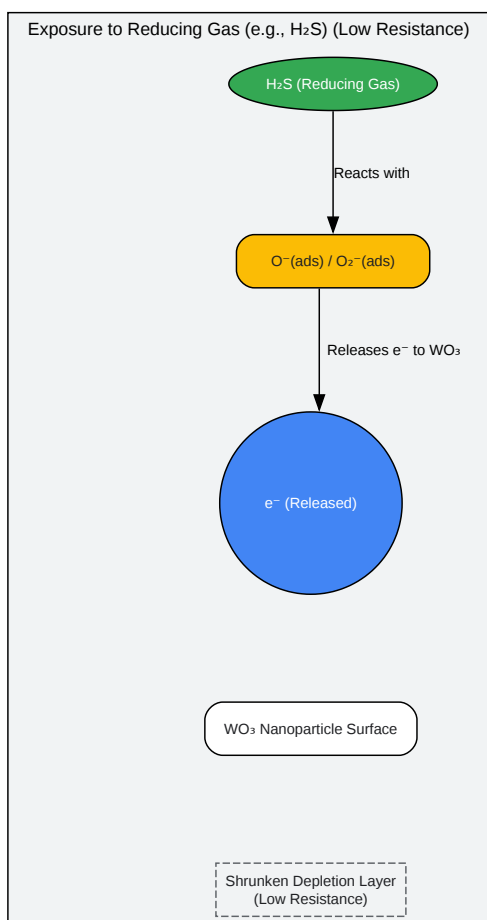 Exposure to Reducing Gas (e.g., H₂S) (Low Resistance)
H₂S (Reducing Gas)
Reacts with
O⁻(ads) / O₂⁻(ads)
Releases e⁻ to WO₃
e⁻ (Released)
WO₃ Nanoparticle Surface
Shrunken Depletion Layer
(Low Resistance)